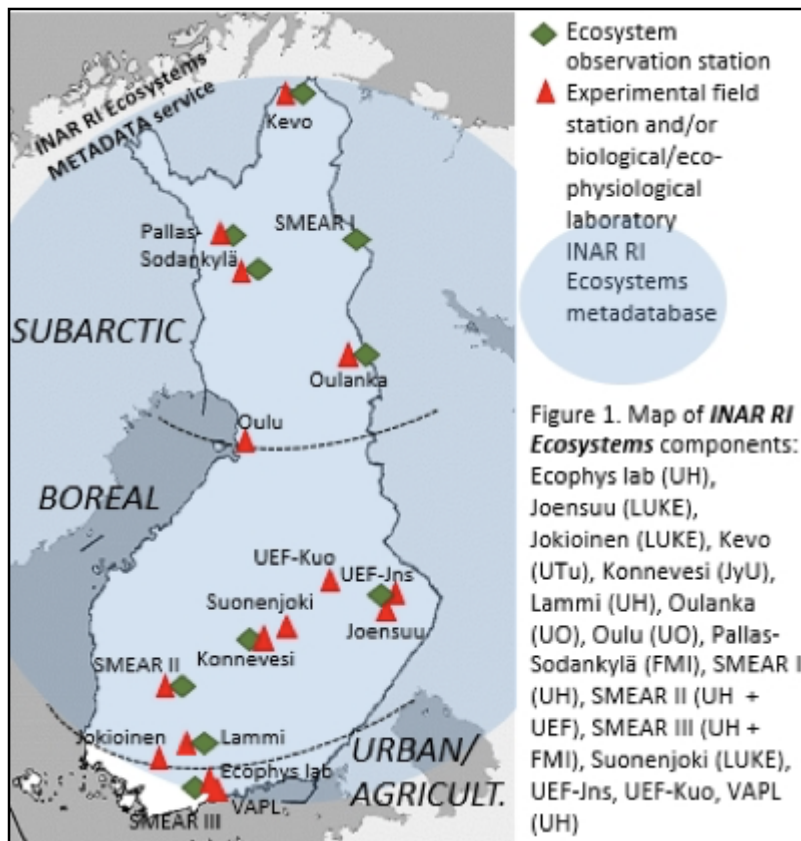 INAR RI Ecosystems
METADATA service
Kevo
Pallas-
Sodankylä
SMEAR I
SUBARCTIC
Oulanka
Oulu
BOREAL
UEF-Kuo
UEF-Jns
Suonenjoki
Joensuu
Konnevesi
SMEAR II
Jokioinen
Lammi
URBAN/
AGRICULT.
Ecophys lab
VAPL
SMEAR III
Ecosystem
observation station
Experimental field
station and/or
biological/eco-
physiological
laboratory
INAR RI
Ecosystems
metadatabase
Figure 1. Map of INAR RI
Ecosystems components:
Ecophys lab (UH),
Joensuu (LUKE),
Jokioinen (LUKE), Kevo
(UTu), Konnevesi (JyU),
Lammi (UH), Oulanka
(UO), Oulu (UO), Pallas-
Sodankylä (FMI), SMEAR I
(UH), SMEAR II (UH +
UEF), SMEAR III (UH +
FMI), Suonenjoki (LUKE),
UEF-Jns, UEF-Kuo, VAPL
(UH)